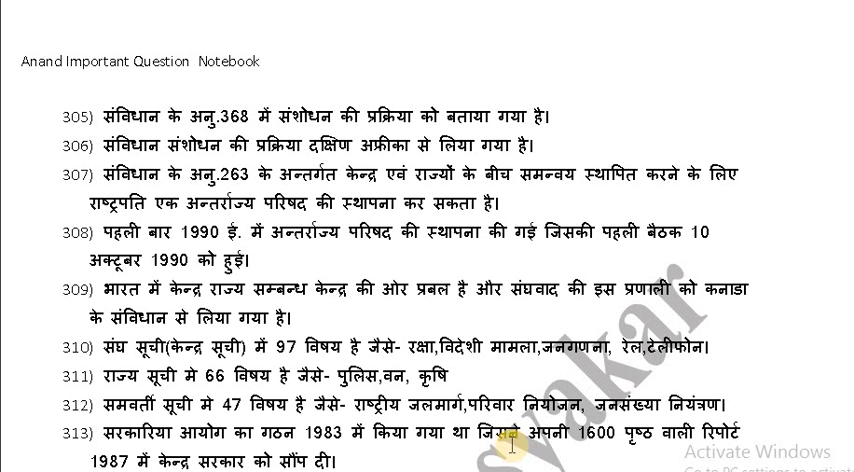 Anand Important Question Notebook
305) संविधान के अनु.368 में संशोधन की प्रक्रिया को बताया गया है।
306) संविधान संशोधन की प्रक्रिया दक्षिण अफ्रीका से लिया गया है।
307) संविधान के अनु.263 के अन्तर्गत केन्द्र एवं राज्यों के बीच समन्वय स्थापित करने के लिए
राष्ट्रपति एक अन्तर्राज्य परिषद की स्थापना कर सकता है।
308) पहली बार 1990 ई. में अन्तर्राज्य परिषद की स्थापना की गई जिसकी पहली बैठक 10
अक्टूबर 1990 को हुई।
309) भारत में केन्द्र राज्य सम्बन्ध केन्द्र की ओर प्रबल है और संघवाद की इस प्रणाली को कनाडा
के संविधान से लिया गया है।
310) संघ सूची(केन्द्र सूची) में 97 विषय है जैसे- रक्षा,विदेशी मामला,जनगणना, रेल,टेलीफोन।
311) राज्य सूची मे 66 विषय है जैसे- पुलिस,वन, कृषि
312) समवर्ती सूची मे 47 विषय है जैसे- राष्ट्रीय जलमार्ग,परिवार नियोजन, जनसंख्या नियंत्रण।
313) सरकारिया आयोग का गठन 1983 में किया गया था जिसने अपनी 1600 पृष्ठ वाली रिपोर्ट
1987 में केन्द्र सरकार को सौंप दी।
Activate Windows